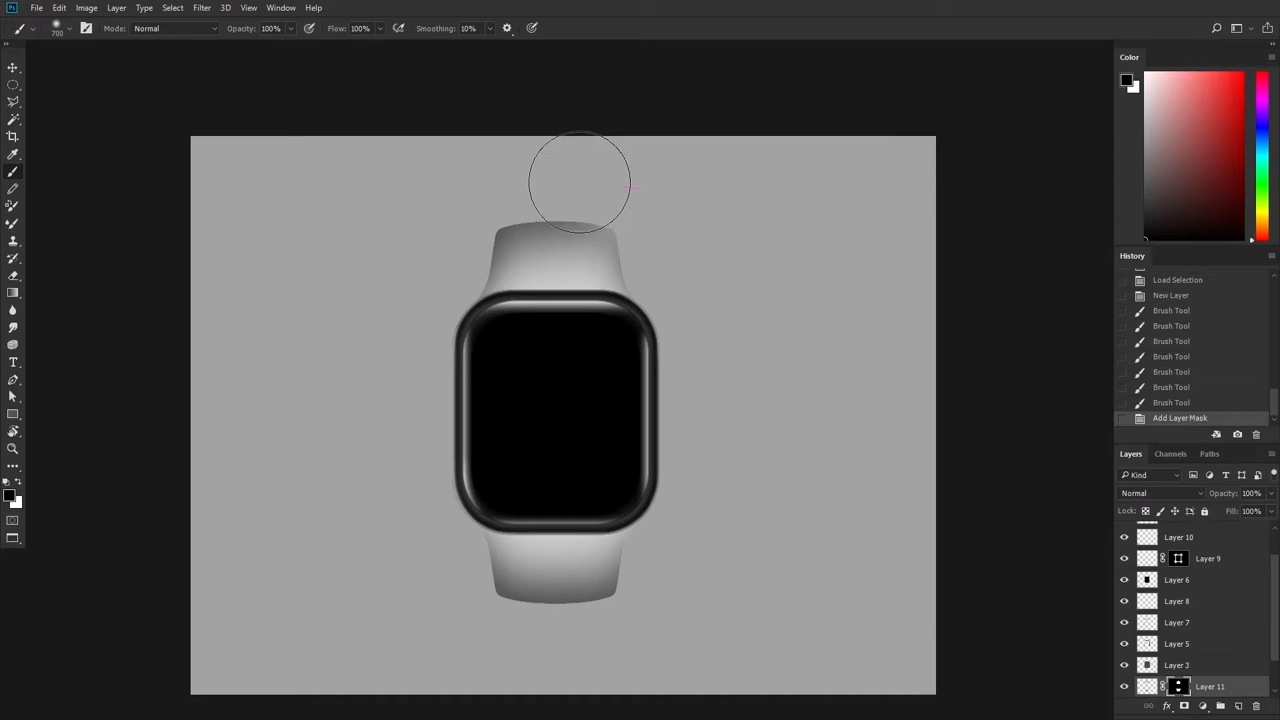 Ps File Edit Image Layer Type Select Filter 3D View Window Help
700 Mode: Normal Opacity: 100% Flow: 100% Smoothing: 10%
Color
History
Load Selection
New Layer
Brush Tool
Brush Tool
Brush Tool
Brush Tool
Brush Tool
Brush Tool
Brush Tool
Add Layer Mask
Layers Channels Paths
Kind
Normal Opacity: 100%
Lock: Fill: 100%
Layer 10
Layer 9
Layer 6
Layer 8
Layer 7
Layer 5
Layer 3
Layer 11
fx